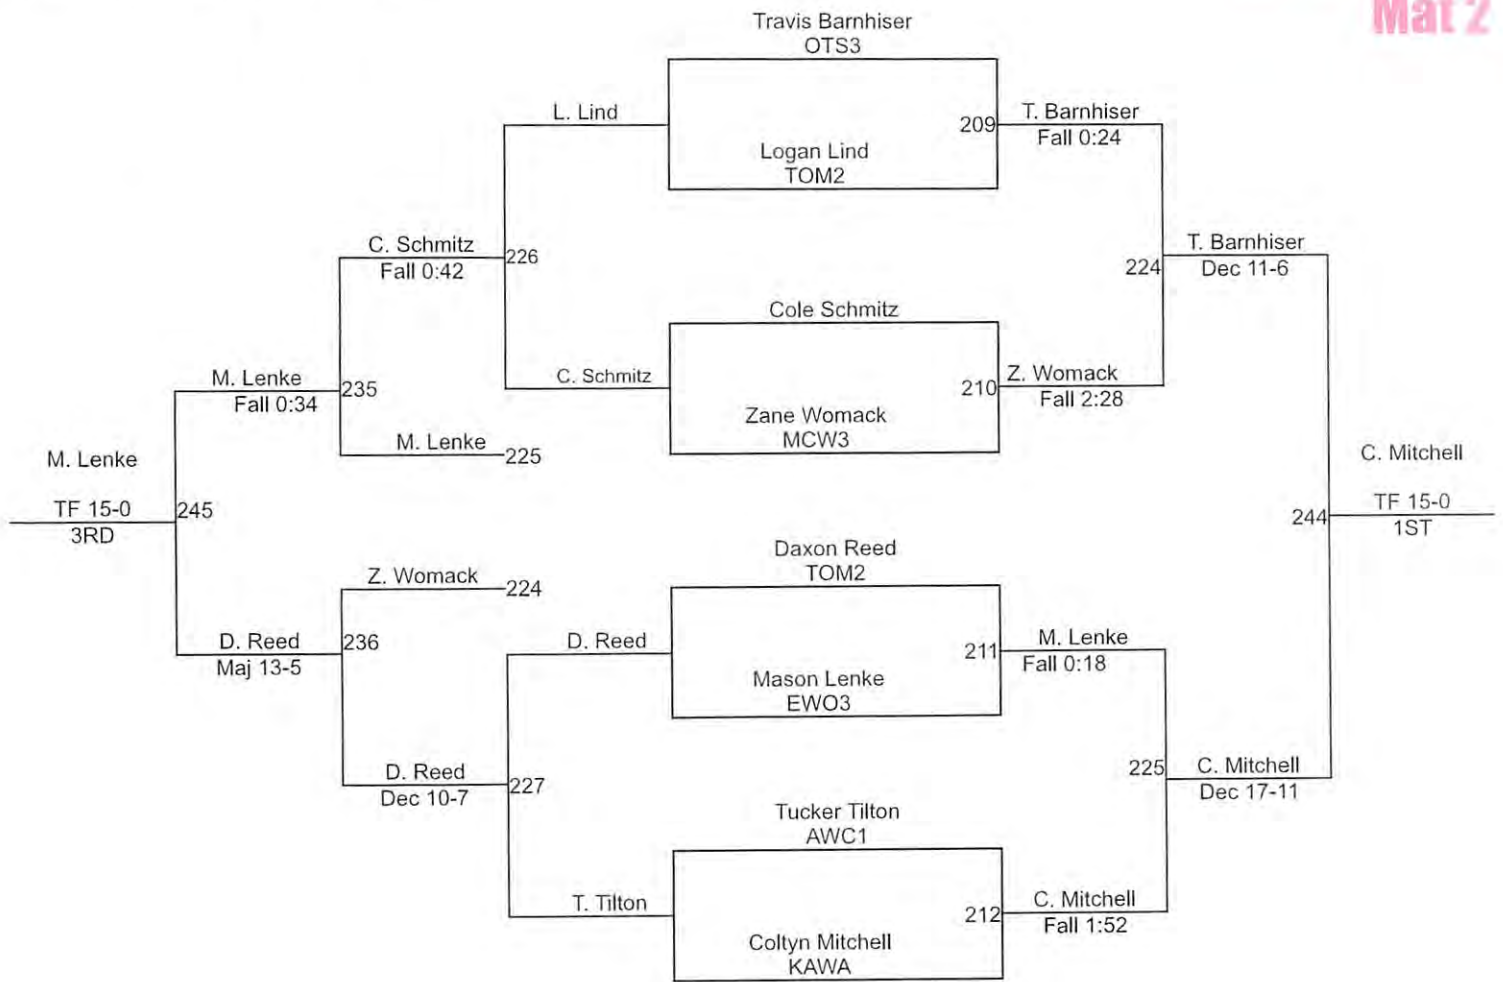 Mat 2
Travis Barnhiser
OTS3
L. Lind
209
T. Barnhiser
Fall 0:24
Logan Lind
TOM2
C. Schmitz
Fall 0:42
226
224
T. Barnhiser
Dec 11-6
Cole Schmitz
M. Lenke
Fall 0:34
235
C. Schmitz
210
Z. Womack
Fall 2:28
Zane Womack
MCW3
M. Lenke
225
M. Lenke
TF 15-0
3RD
245
C. Mitchell
244
TF 15-0
1ST
Daxon Reed
TOM2
Z. Womack
224
D. Reed
Maj 13-5
236
D. Reed
211
M. Lenke
Fall 0:18
Mason Lenke
EWO3
D. Reed
Dec 10-7
227
225
C. Mitchell
Dec 17-11
Tucker Tilton
AWC1
T. Tilton
212
C. Mitchell
Fall 1:52
Coltyn Mitchell
KAWA